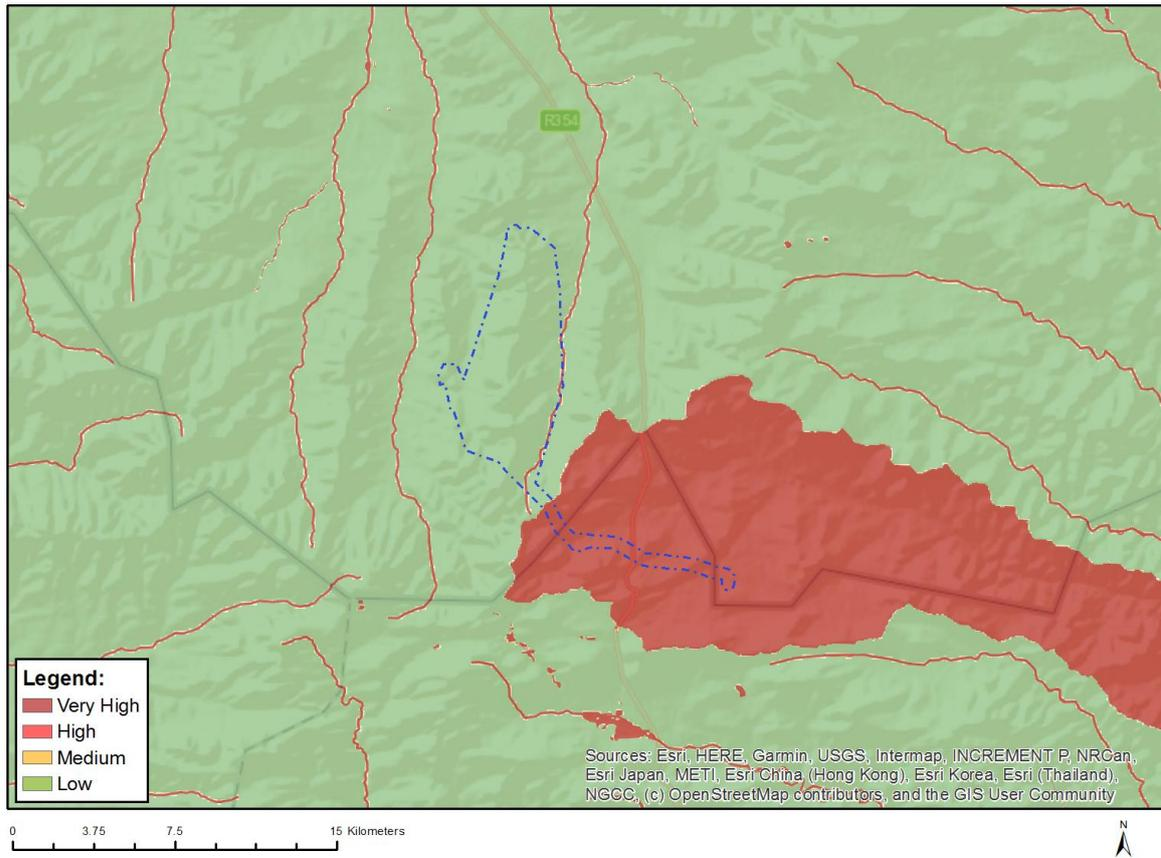 R354
Legend:
Very High
High
Medium
Low
Sources: Esri, HERE, Garmin, USGS, Intermap, INCREMENT P, NRCan,
Esri Japan, METI, Esri China (Hong Kong), Esri Korea, Esri (Thailand),
NGCC, (c) OpenStreetMap contributors, and the GIS User Community
0 3.75 7.5 15 Kilometers
N